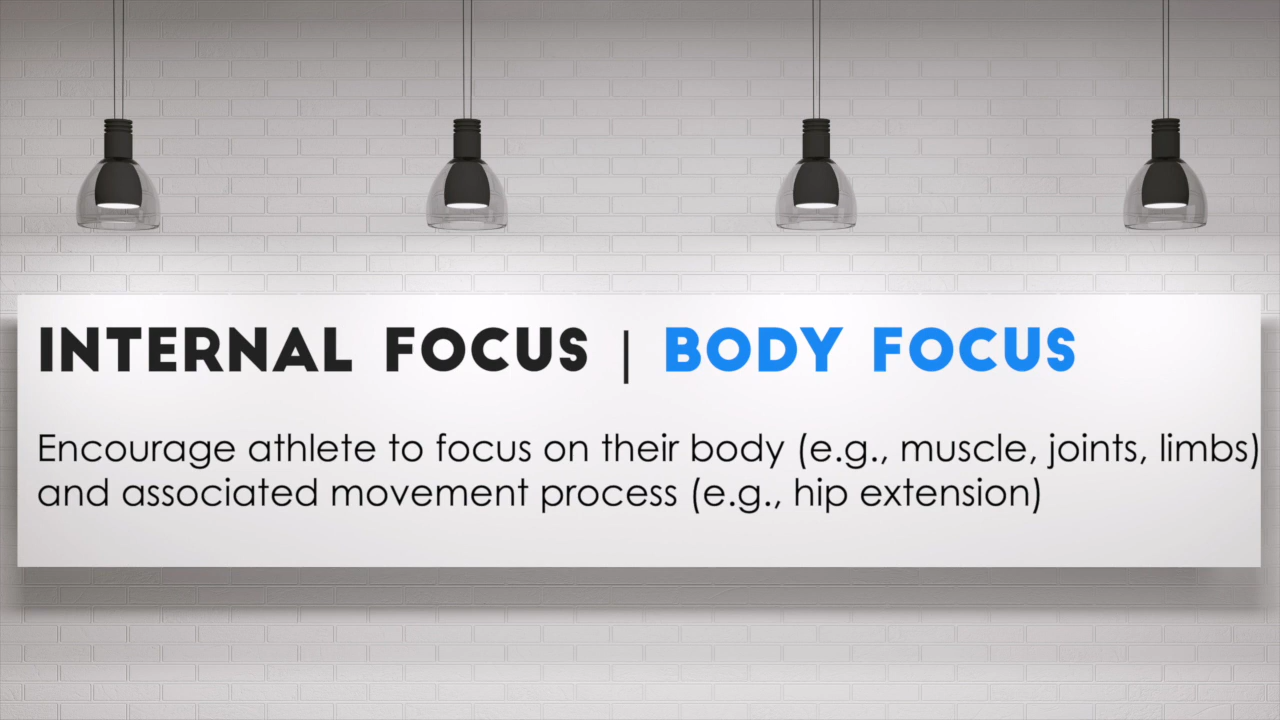 INTERNAL FOCUS | BODY FOCUS
Encourage athlete to focus on their body (e.g., muscle, joints, limbs)
and associated movement process (e.g., hip extension)